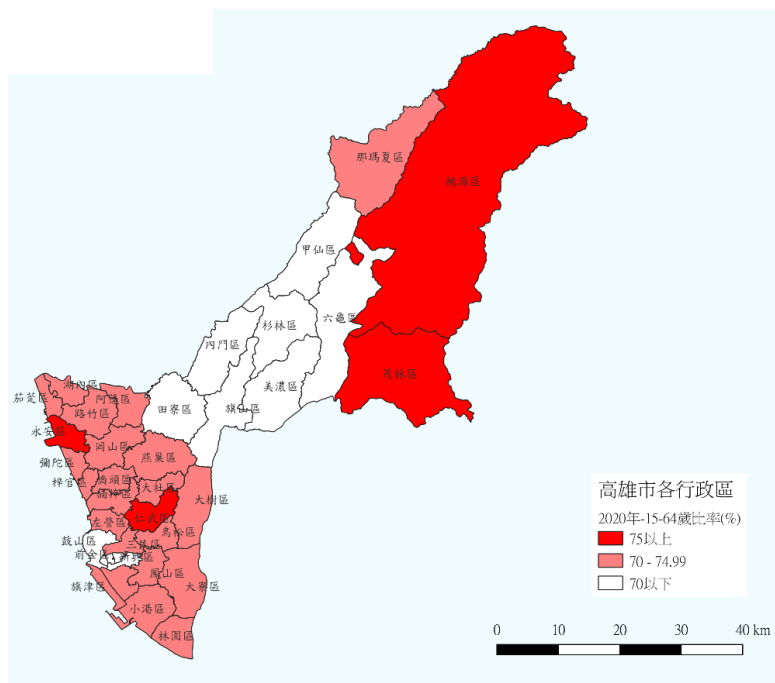 那瑪夏區
桃源區
甲仙區
六龜區
杉林區
內門區
茂林區
美濃區
湖內區
茄萣區
阿蓮區
田寮區
旗山區
路竹區
永安區
岡山區
燕巢區
彌陀區
橋頭區
梓官區
大社區
楠梓區
大樹區
仁武區
左營區
鳥松區
鼓山區
三民區
前金區
新興區
鳳山區
旗津區
大寮區
小港區
林園區
高雄市各行政區
2020年-15-64歲比率(%)
75以上
70 - 74.99
70以下
0 10 20 30 40 km